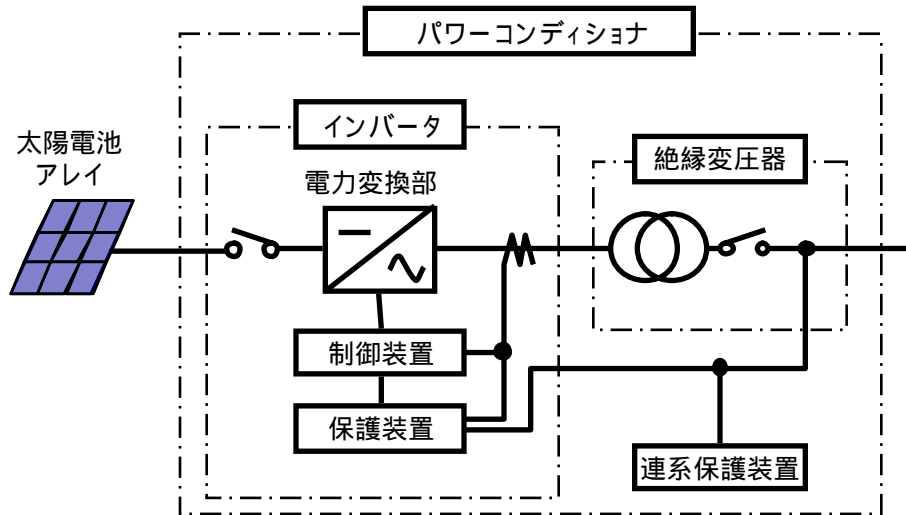 パワーコンディショナ
インバータ
太陽電池
アレイ
絶縁変圧器
電力変換部
制御装置
保護装置
連系保護装置